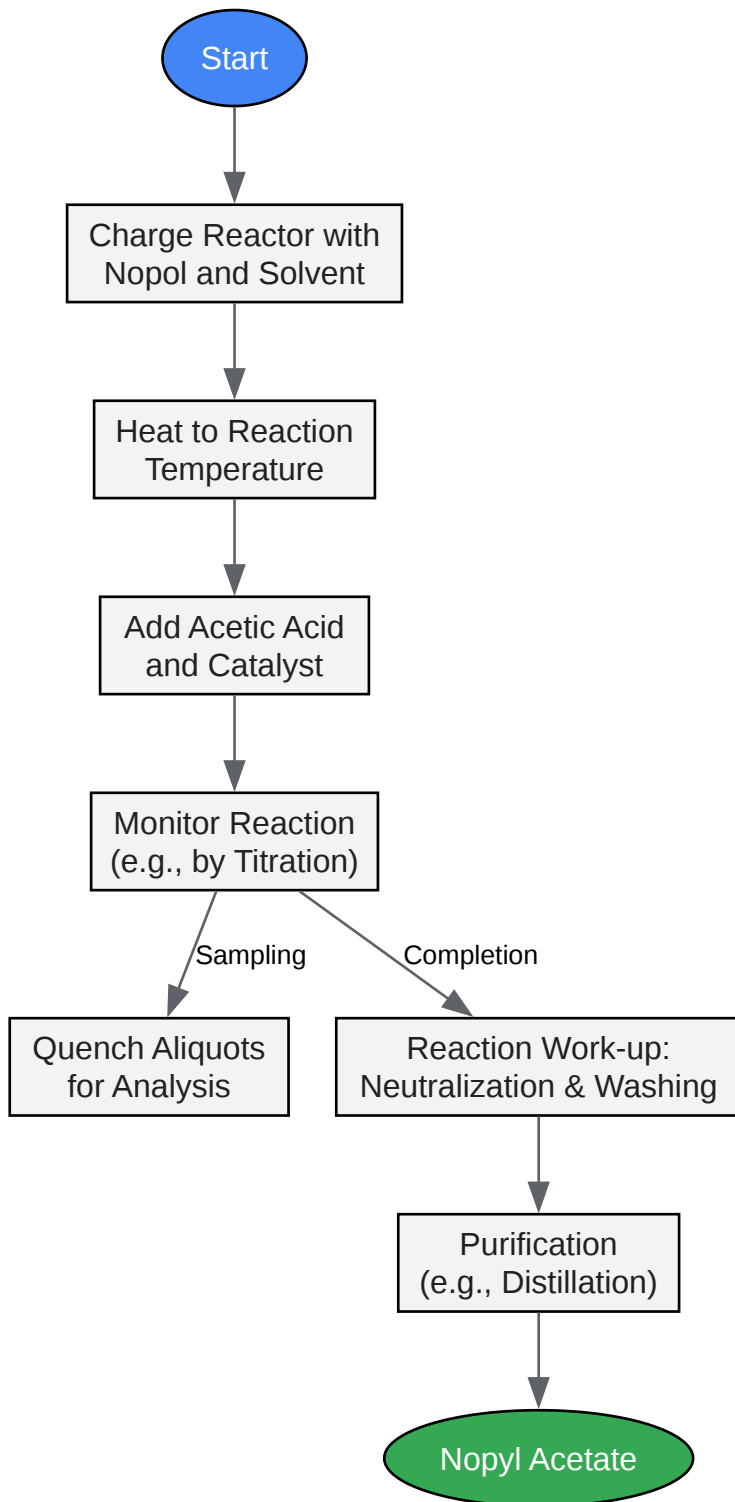 Start
Charge Reactor with
Nopol and Solvent
Heat to Reaction
Temperature
Add Acetic Acid
and Catalyst
Monitor Reaction
(e.g., by Titration)
Sampling
Completion
Quench Aliquots
for Analysis
Reaction Work-up:
Neutralization & Washing
Purification
(e.g., Distillation)
Nopyl Acetate